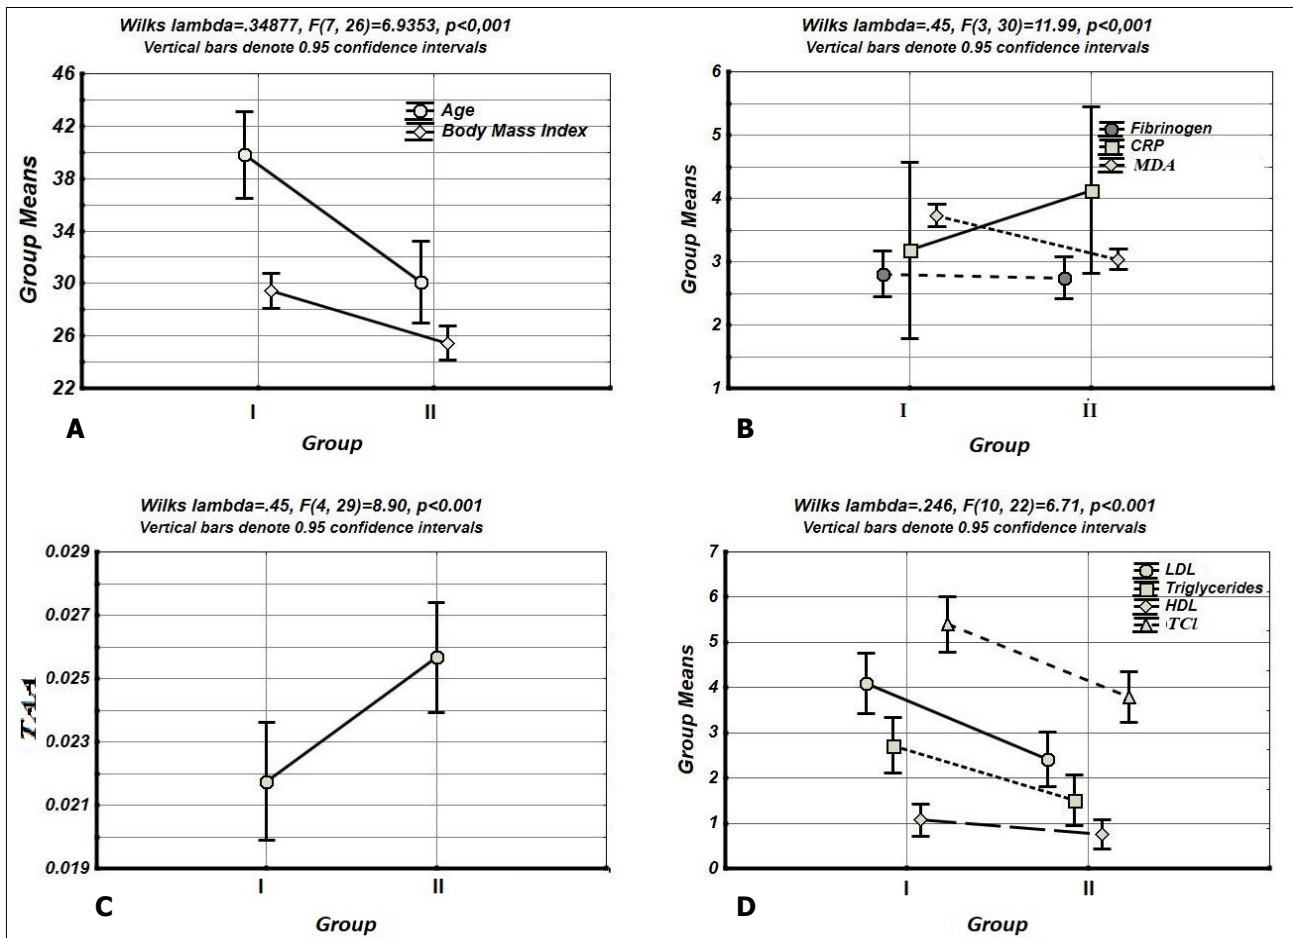 Wilks lambda=.34877, F(7, 26)=6.9353, p<0,001
Vertical bars denote 0.95 confidence intervals
46
42
38
34
30
26
22
Group Means
Age
Body Mass Index
I
II
A
Group
Wilks lambda=.45, F(3, 30)=11.99, p<0,001
Vertical bars denote 0.95 confidence intervals
6
5
4
3
2
1
Group Means
Fibrinogen
CRP
MDA
I
II
B
Group
Wilks lambda=.45, F(4, 29)=8.90, p<0.001
Vertical bars denote 0.95 confidence intervals
0.029
0.027
0.025
0.023
0.021
0.019
TAA
I
II
C
Group
Wilks lambda=.246, F(10, 22)=6.71, p<0.001
Vertical bars denote 0.95 confidence intervals
7
6
5
4
3
2
1
0
Group Means
LDL
Triglycerides
HDL
TCl
I
II
D
Group